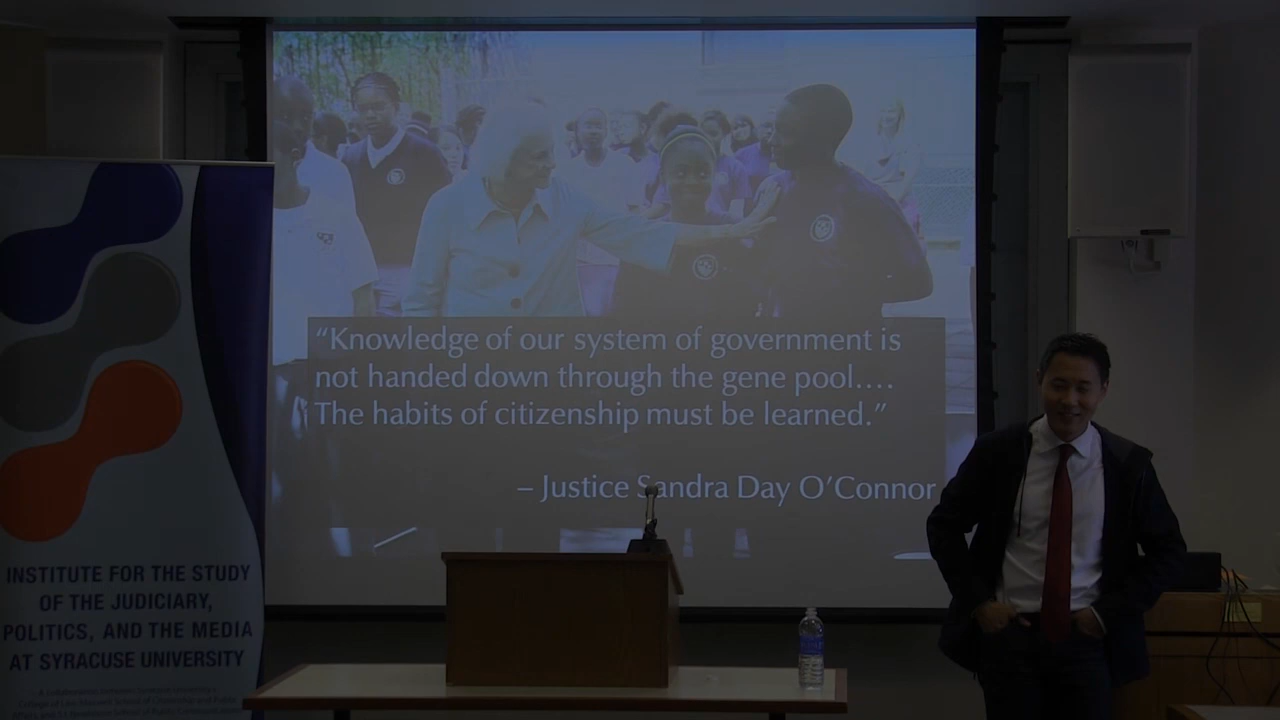 “Knowledge of our system of government is
not handed down through the gene pool....
The habits of citizenship must be learned.”
– Justice Sandra Day O’Connor
INSTITUTE FOR THE STUDY
OF THE JUDICIARY,
POLITICS, AND THE MEDIA
AT SYRACUSE UNIVERSITY